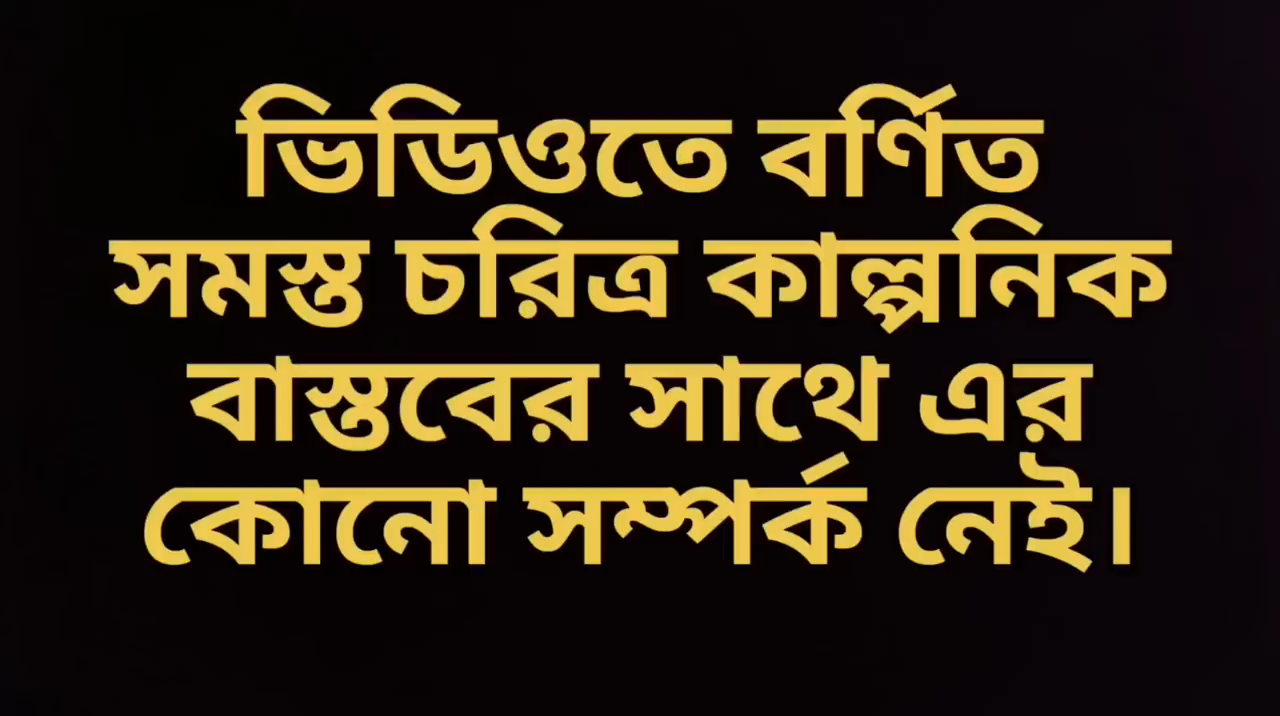 ভিডিওতে বর্ণিত
সমস্ত চরিত্র কাল্পনিক
বাস্তবের সাথে এর
কোনো সম্পর্ক নেই।